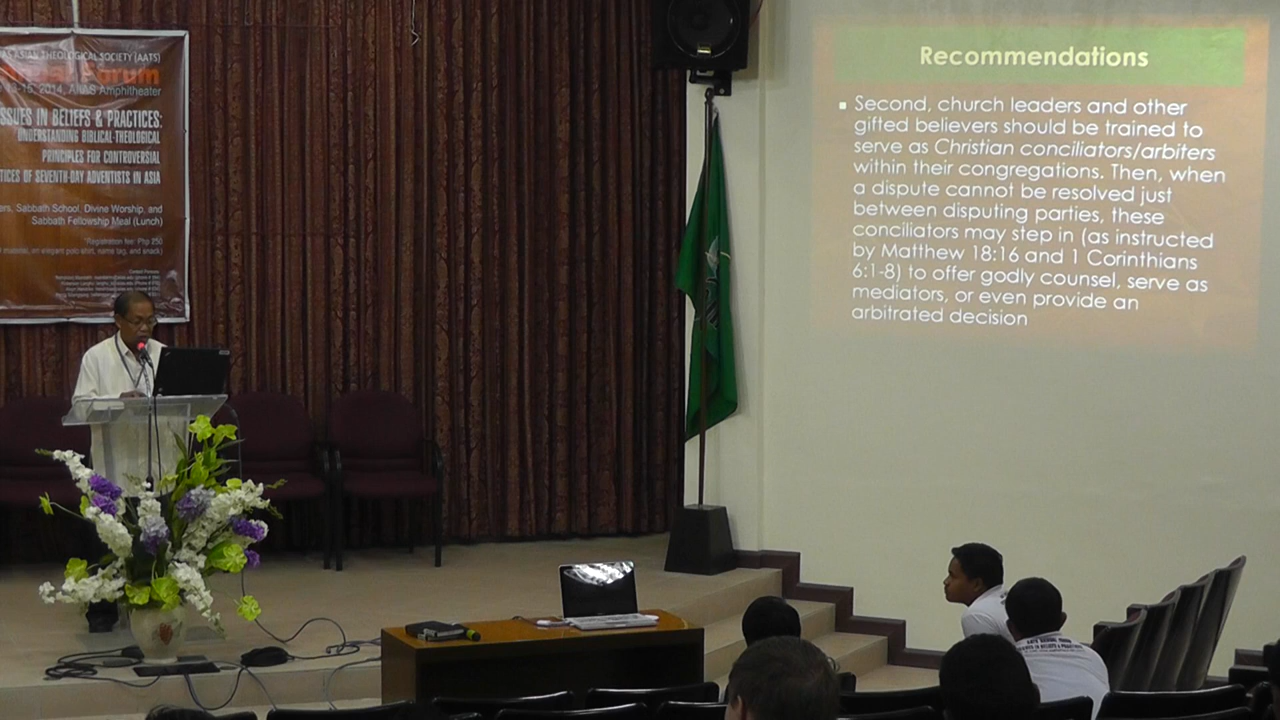 ASIAN THEOLOGICAL SOCIETY (AATS)
Forum
-15, 2014, AIIAS Amphitheater
ISSUES IN BELIEFS & PRACTICES:
UNDERSTANDING BIBLICAL-THEOLOGICAL
PRINCIPLES FOR CONTROVERSIAL
TICES OF SEVENTH-DAY ADVENTISTS IN ASIA
ers, Sabbath School, Divine Worship, and
Sabbath Fellowship Meal (Lunch)
*Registration fee: Php 250
Recommendations
Second, church leaders and other
gifted believers should be trained to
serve as Christian conciliators/arbiters
within their congregations. Then, when
a dispute cannot be resolved just
between disputing parties, these
conciliators may step in (as instructed
by Matthew 18:16 and 1 Corinthians
6:1-8) to offer godly counsel, serve as
mediators, or even provide an
arbitrated decision